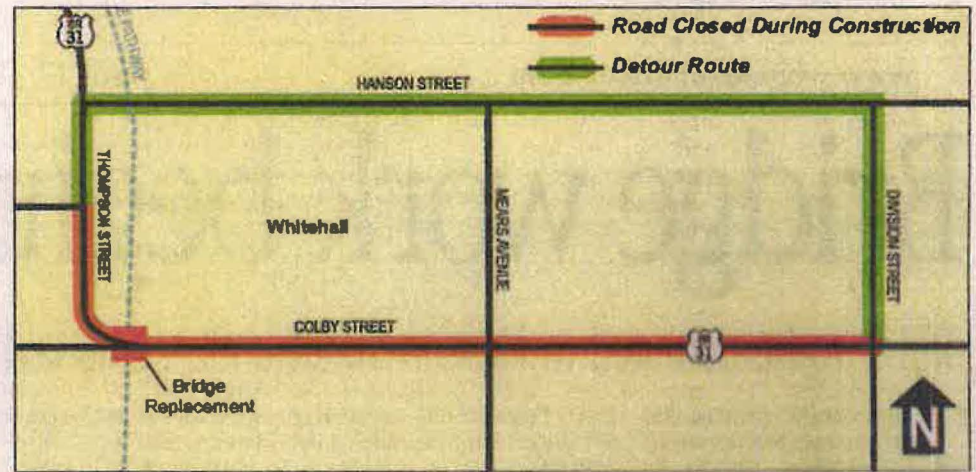 31
Road Closed During Construction
Detour Route
HANSON STREET
THOMPSON STREET
Whitehall
MEARS AVENUE
DIVISION STREET
COLBY STREET
31
Bridge
Replacement
N